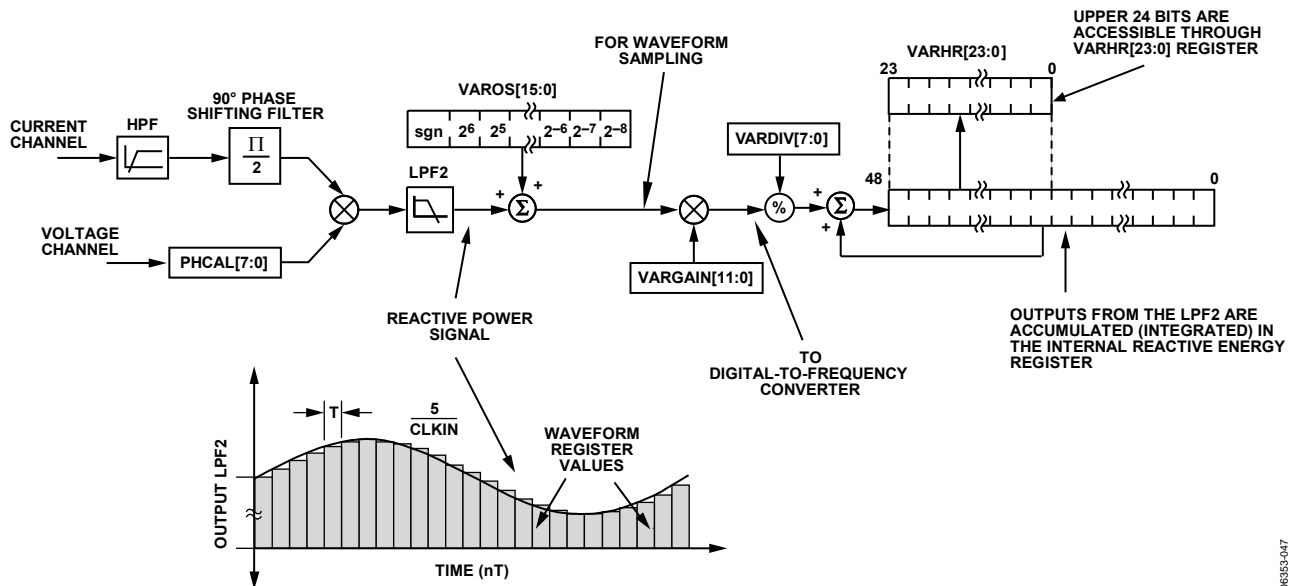 UPPER 24 BITS ARE
ACCESSIBLE THROUGH
VARHR[23:0] REGISTER
FOR WAVEFORM
SAMPLING
VARHR[23:0]
23
0
VAROS[15:0]
sgn 2⁶ 2⁵ 2⁻⁶ 2⁻⁷ 2⁻⁸
90° PHASE
SHIFTING FILTER
HPF
CURRENT
CHANNEL
Π
2
LPF2
+
+
Σ
VARDIV[7:0]
%
+
+
Σ
48
0
VOLTAGE
CHANNEL
PHCAL[7:0]
VARGAIN[11:0]
REACTIVE POWER
SIGNAL
TO
DIGITAL-TO-FREQUENCY
CONVERTER
OUTPUTS FROM THE LPF2 ARE
ACCUMULATED (INTEGRATED) IN
THE INTERNAL REACTIVE ENERGY
REGISTER
T
5
CLKIN
WAVEFORM
REGISTER
VALUES
OUTPUT LPF2
TIME (nT)
06353-047